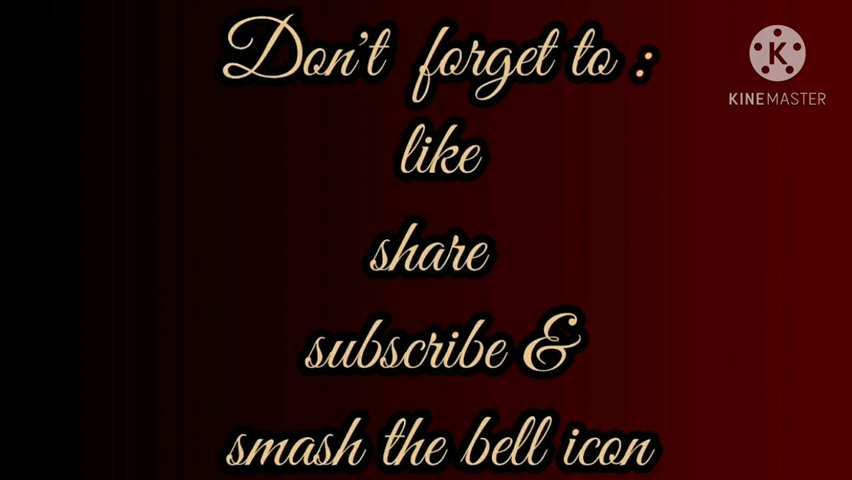 Don't forget to :
K
KINEMASTER
like
share
subscribe &
smash the bell icon